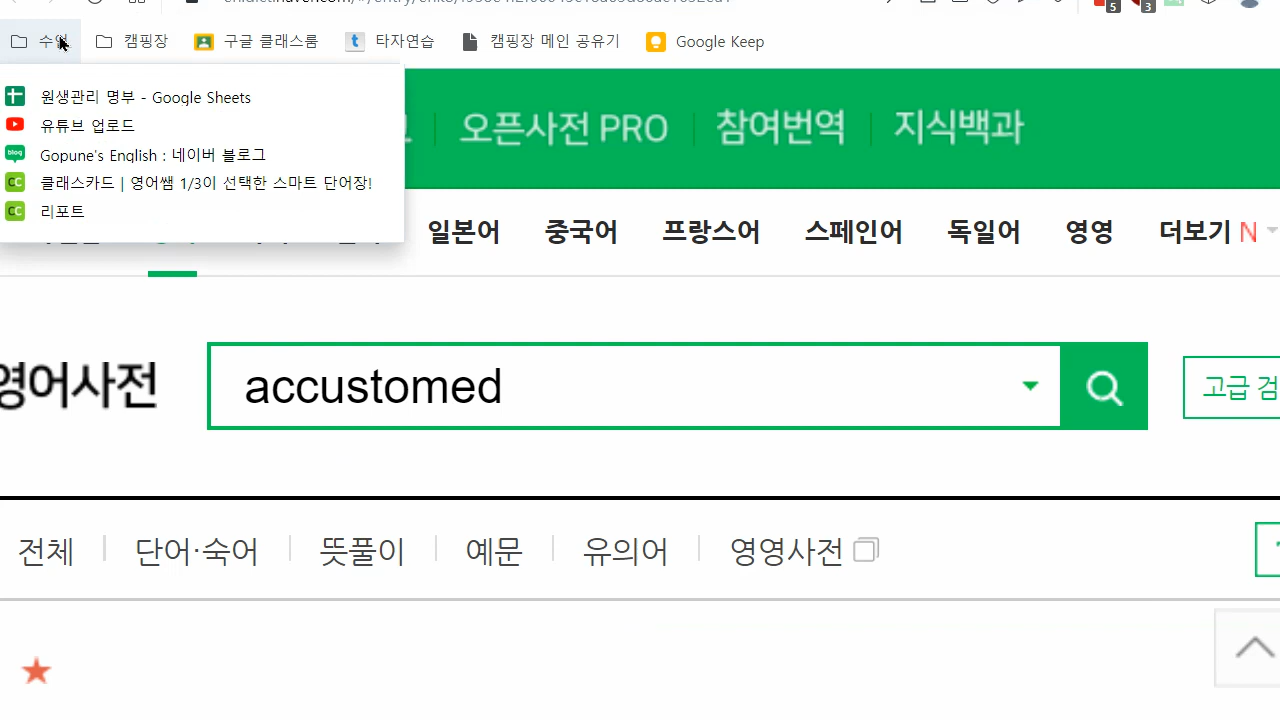 캠핑장
구글 클래스룸
t
타자연습
캠핑장 메인 공유기
Google Keep
5
3
원생관리 명부 - Google Sheets
유튜브 업로드
blog
Gopune's English : 네이버 블로그
CC
클래스카드 | 영어쌤 1/3이 선택한 스마트 단어장!
CC
리포트
오픈사전 PRO
참여번역
지식백과
일본어
중국어
프랑스어
스페인어
독일어
영영
더보기 N
영어사전
accustomed
고급 검
전체
단어·숙어
뜻풀이
예문
유의어
영영사전